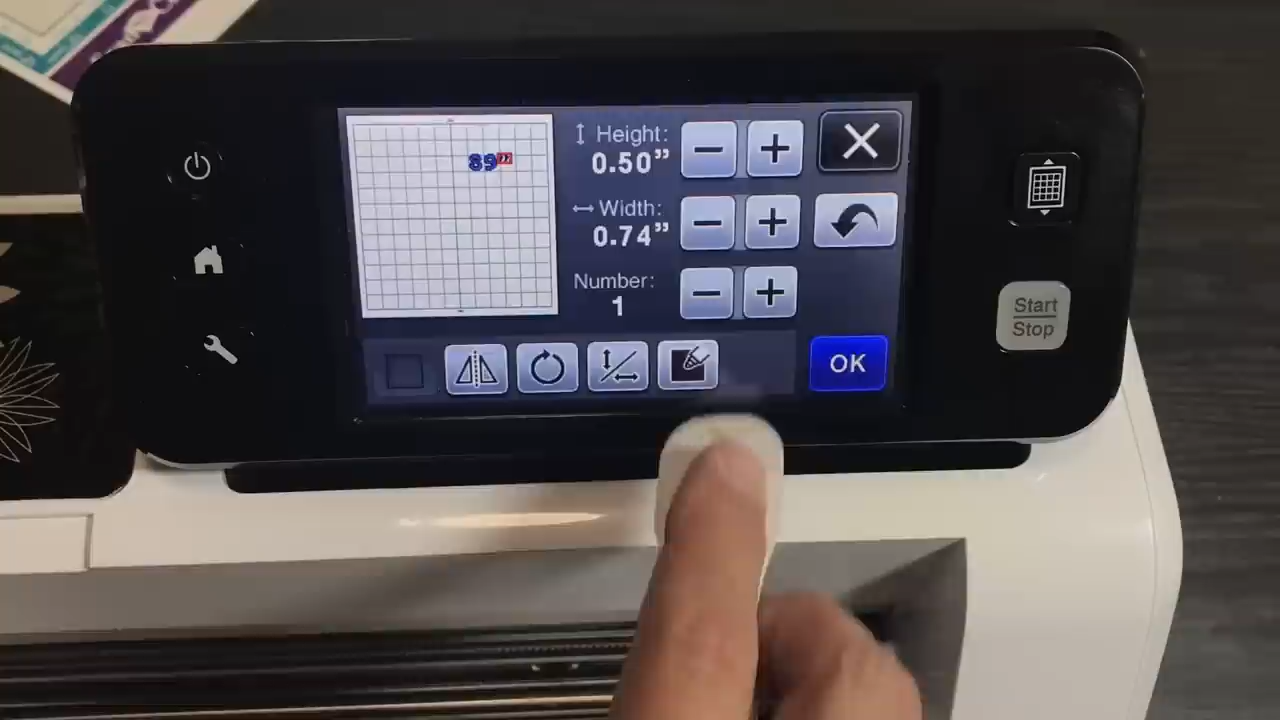 89”
Height:
0.50”
Width:
0.74”
Number:
1
OK
Start
Stop